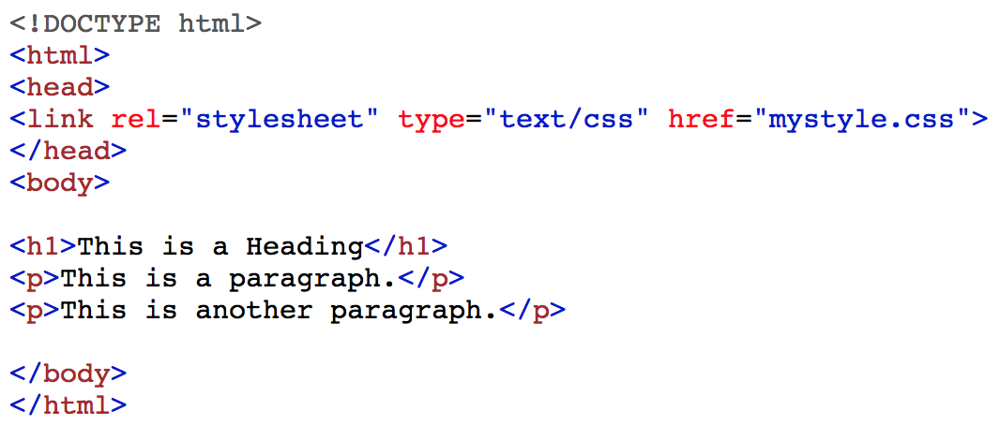 <!DOCTYPE html>
<html>
<head>
<link rel="stylesheet" type="text/css" href="mystyle.css">
</head>
<body>
<h1>This is a Heading</h1>
<p>This is a paragraph.</p>
<p>This is another paragraph.</p>
</body>
</html>